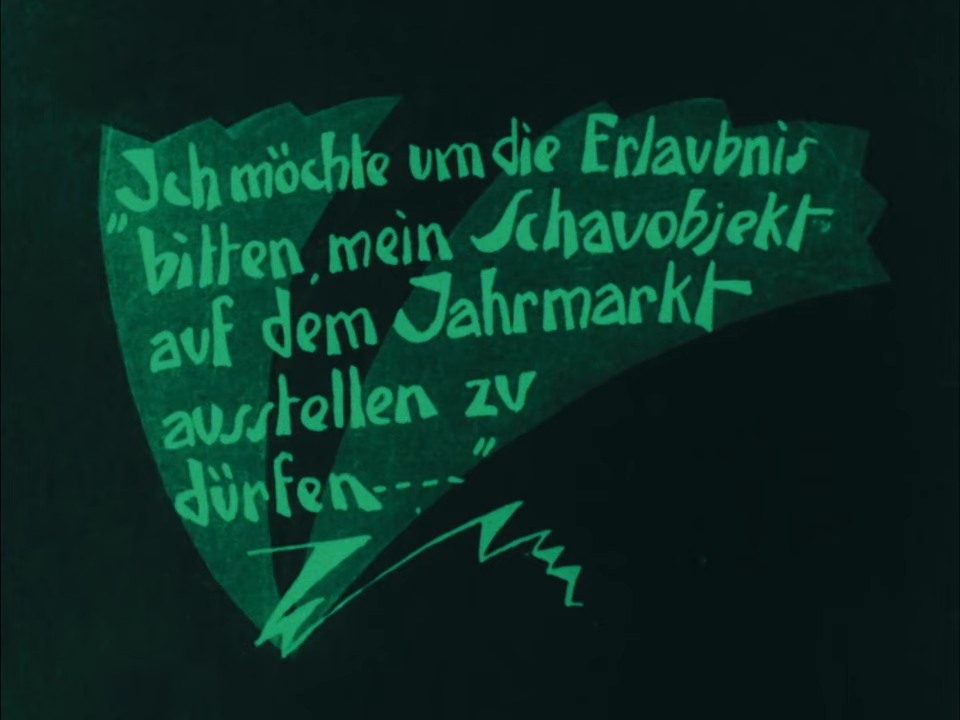 "Ich möchte um die Erlaubnis
bitten, mein Schauobjekt
auf dem Jahrmarkt
ausstellen zu
dürfen----"